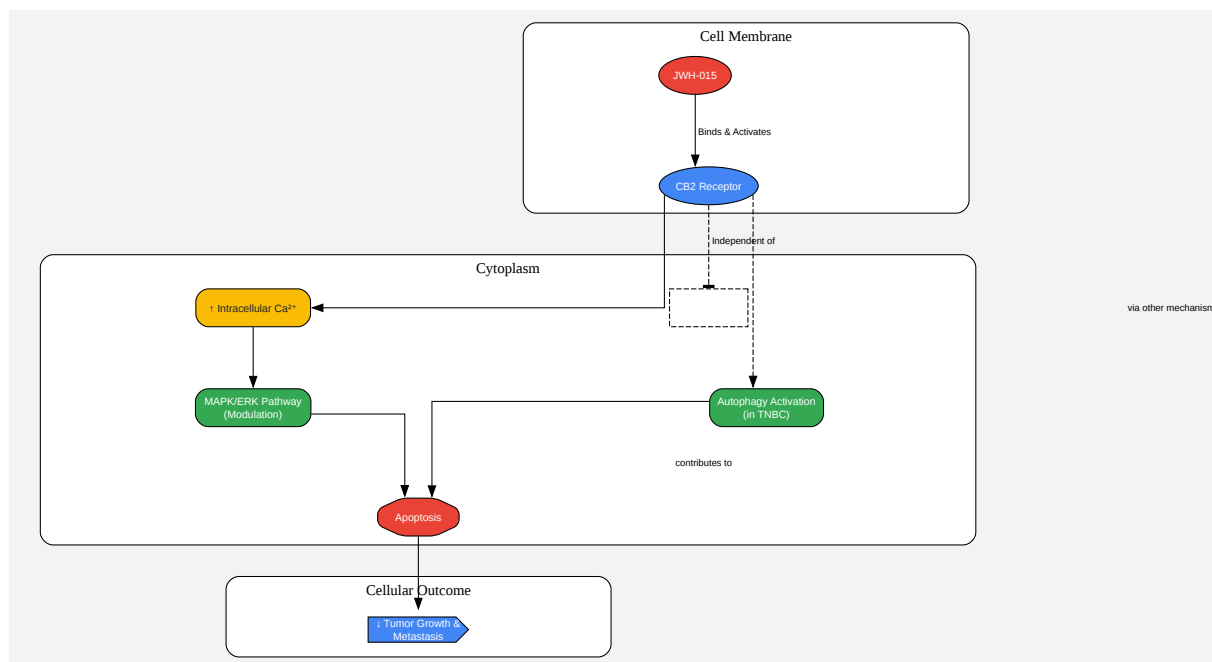 Cell Membrane
JWH-015
Binds & Activates
CB2 Receptor
Independent of
Cytoplasm
↑ Intracellular Ca²⁺
via other mechanism
MAPK/ERK Pathway
(Modulation)
Autophagy Activation
(in TNBC)
contributes to
Apoptosis
Cellular Outcome
↓ Tumor Growth &
Metastasis